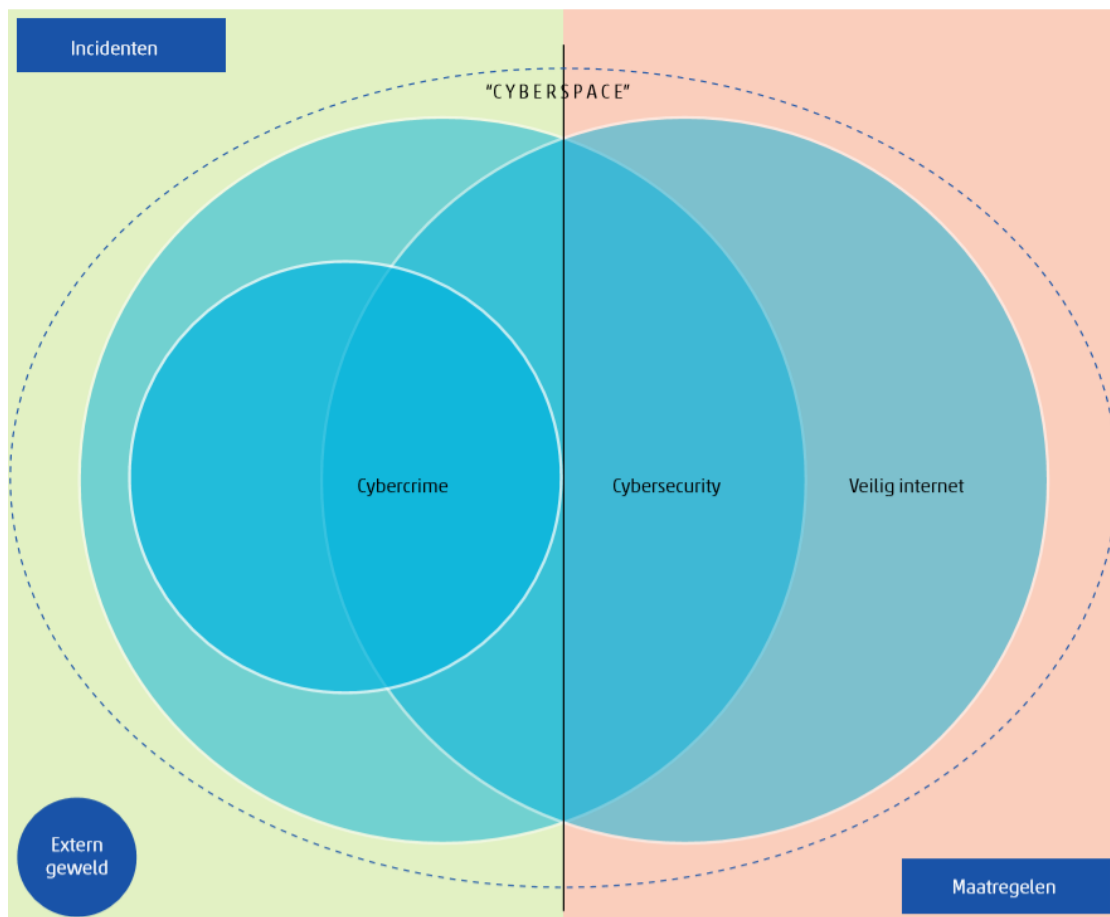 Incidenten
"CYBERSPACE"
Cybercrime
Cybersecurity
Veilig internet
Extern
geweld
Maatregelen